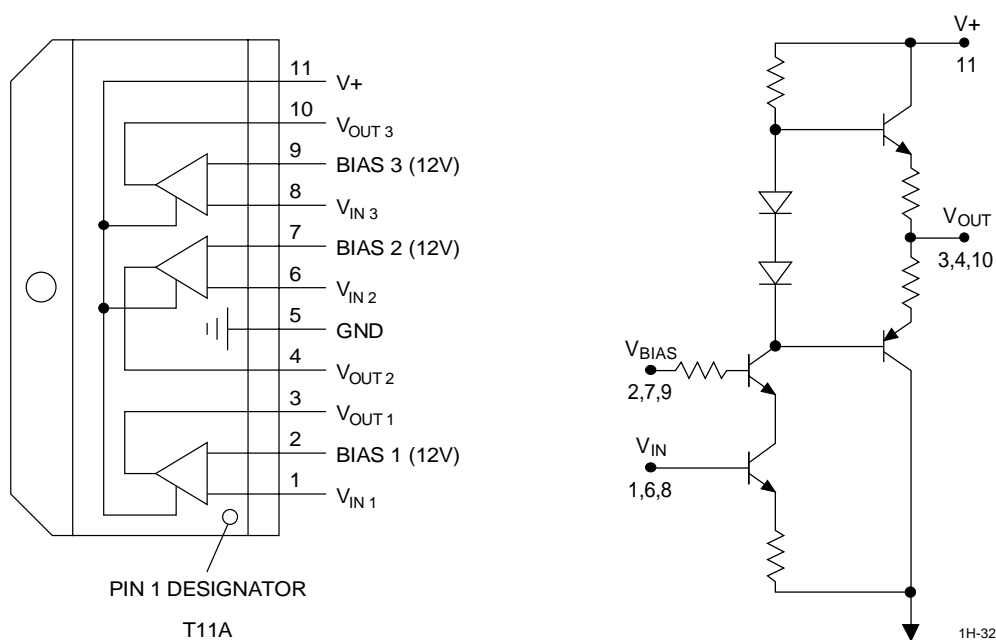 11 V+
10 VOUT 3
9 BIAS 3 (12V)
8 VIN 3
7 BIAS 2 (12V)
6 VIN 2
5 GND
4 VOUT 2
3 VOUT 1
2 BIAS 1 (12V)
1 VIN 1
PIN 1 DESIGNATOR
T11A
V+
11
VOUT
3,4,10
VBIAS
2,7,9
VIN
1,6,8
1H-32